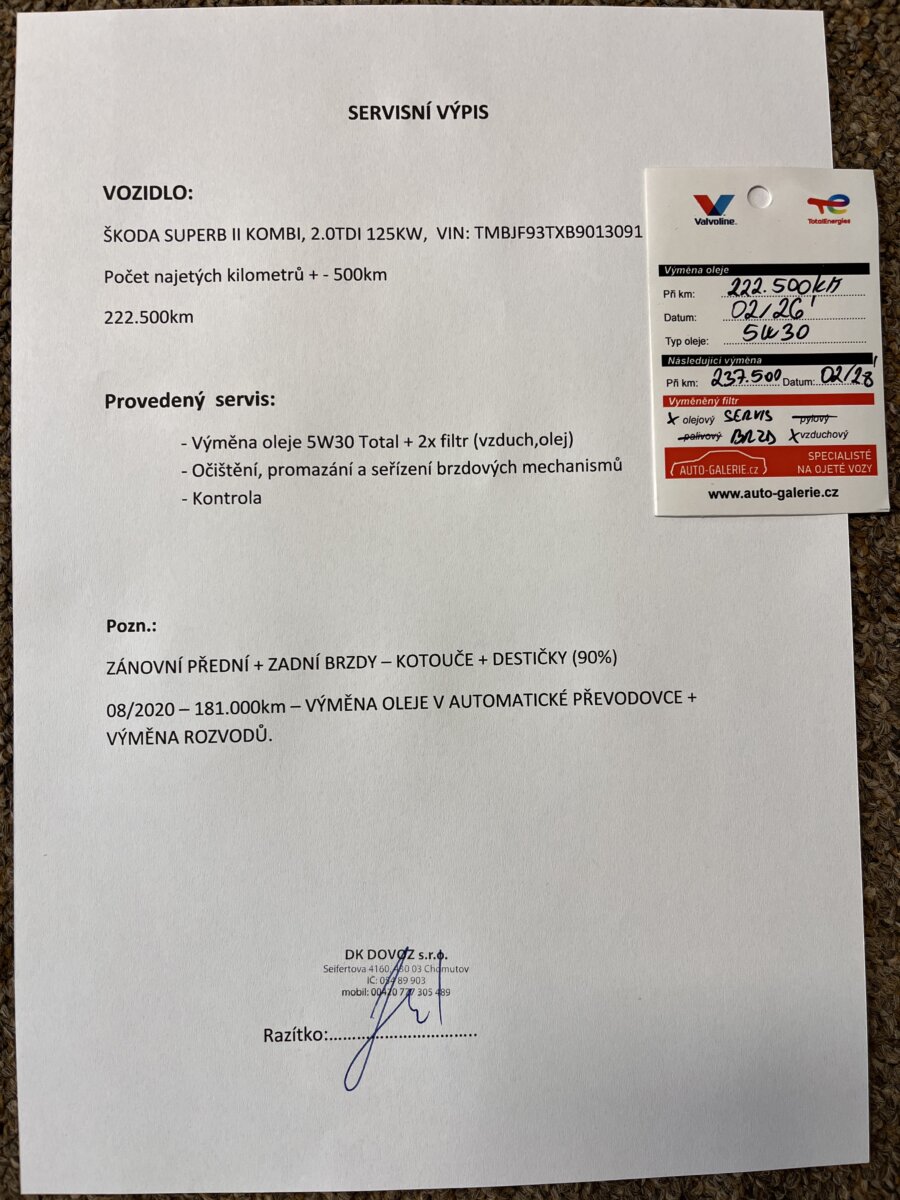 SERVISNÍ VÝPIS
VOZIDLO:
ŠKODA SUPERB II KOMBI, 2.0TDI 125KW, VIN: TMBJF93TXB9013091
Počet najetých kilometrů + - 500km
222.500km
Provedený servis:
- Výměna oleje 5W30 Total + 2x filtr (vzduch,olej)
- Očištění, promazání a seřízení brzdových mechanismů
- Kontrola
Pozn.:
ZÁNOVNÍ PŘEDNÍ + ZADNÍ BRZDY – KOTOUČE + DESTIČKY (90%)
08/2020 – 181.000km – VÝMĚNA OLEJE V AUTOMATICKÉ PŘEVODOVCE +
VÝMĚNA ROZVODŮ.
DK DOVOZ s.r.o.
Seifertova 4160, 430 03 Chomutov
IČ: 89 903
mobil: 00420 305 489
Razítko:
Valvoline. TotalEnergies
Výměna oleje
Při km: 222.500km
Datum: 02/26'
Typ oleje: 5W30
Následující výměna
Při km: 237.500 Datum: 02/28'
Vyměněný filtr
X olejový SERVIS pylový
palivový BRZD X vzduchový
AUTO-GALERIE.cz SPECIALISTÉ
NA OJETÉ VOZY
www.auto-galerie.cz